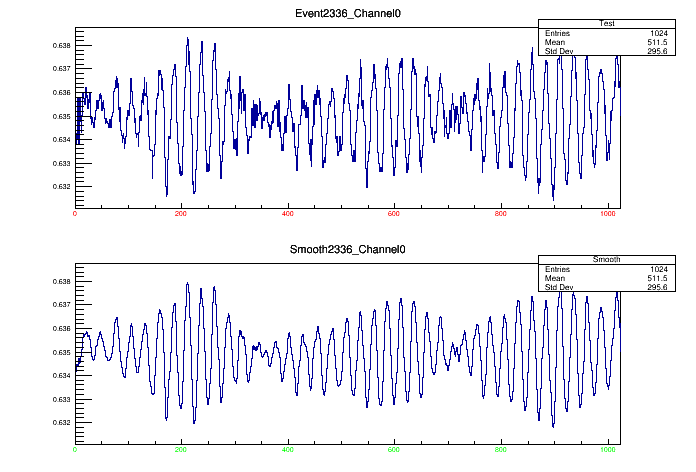 Event2336_Channel0
Test
Entries 1024
Mean 511.5
Std Dev 295.6
0.638
0.637
0.636
0.635
0.634
0.633
0.632
0 200 400 600 800 1000
Smooth2336_Channel0
Smooth
Entries 1024
Mean 511.5
Std Dev 295.6
0.638
0.637
0.636
0.635
0.634
0.633
0.632
0 200 400 600 800 1000